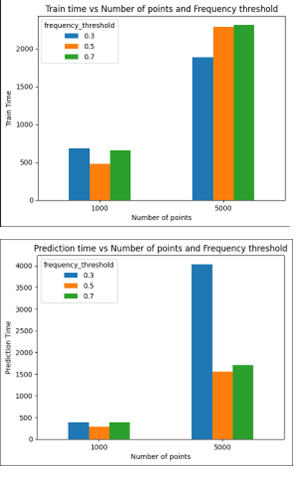 Train time vs Number of points and Frequency threshold
frequency_threshold
0.3
0.5
0.7
2000
1500
1000
500
0
Train Time
1000 5000
Number of points
Prediction time vs Number of points and Frequency threshold
frequency_threshold
0.3
0.5
0.7
4000
3500
3000
2500
2000
1500
1000
500
0
Prediction Time
1000 5000
Number of points